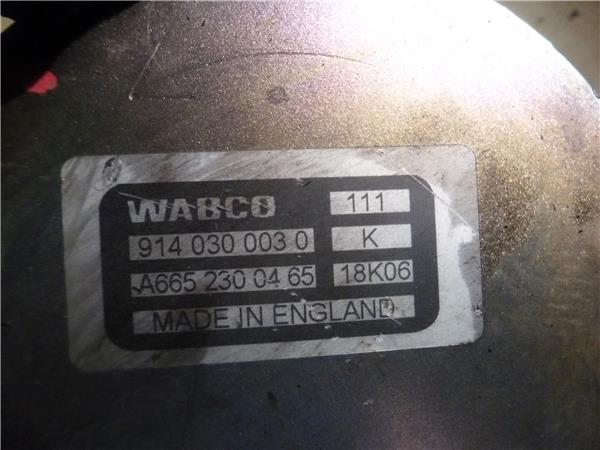 WABCO 111
914 030 003 0 K
A665 230 04 65 18K06
MADE IN ENGLAND